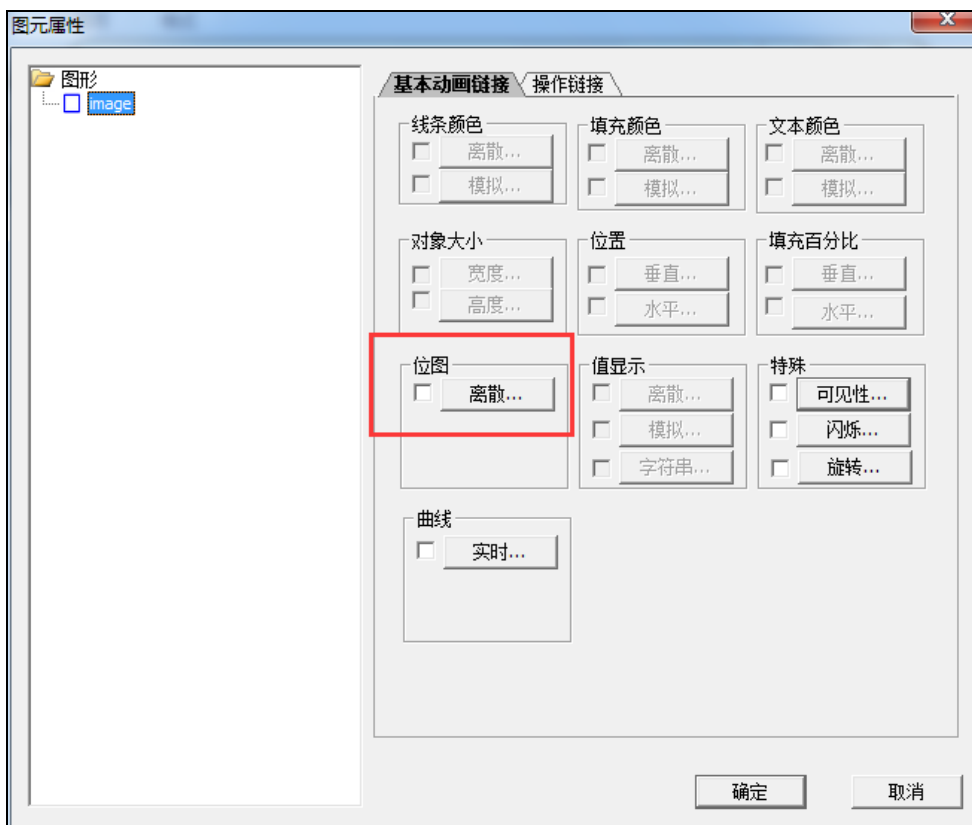 图元属性
图形
image
基本动画链接 操作链接
线条颜色 填充颜色 文本颜色
离散... 离散... 离散...
模拟... 模拟... 模拟...
对象大小 位置 填充百分比
宽度... 垂直... 垂直...
高度... 水平... 水平...
位图 值显示 特殊
离散... 离散... 可见性...
模拟... 闪烁...
字符串... 旋转...
曲线
实时...
确定 取消